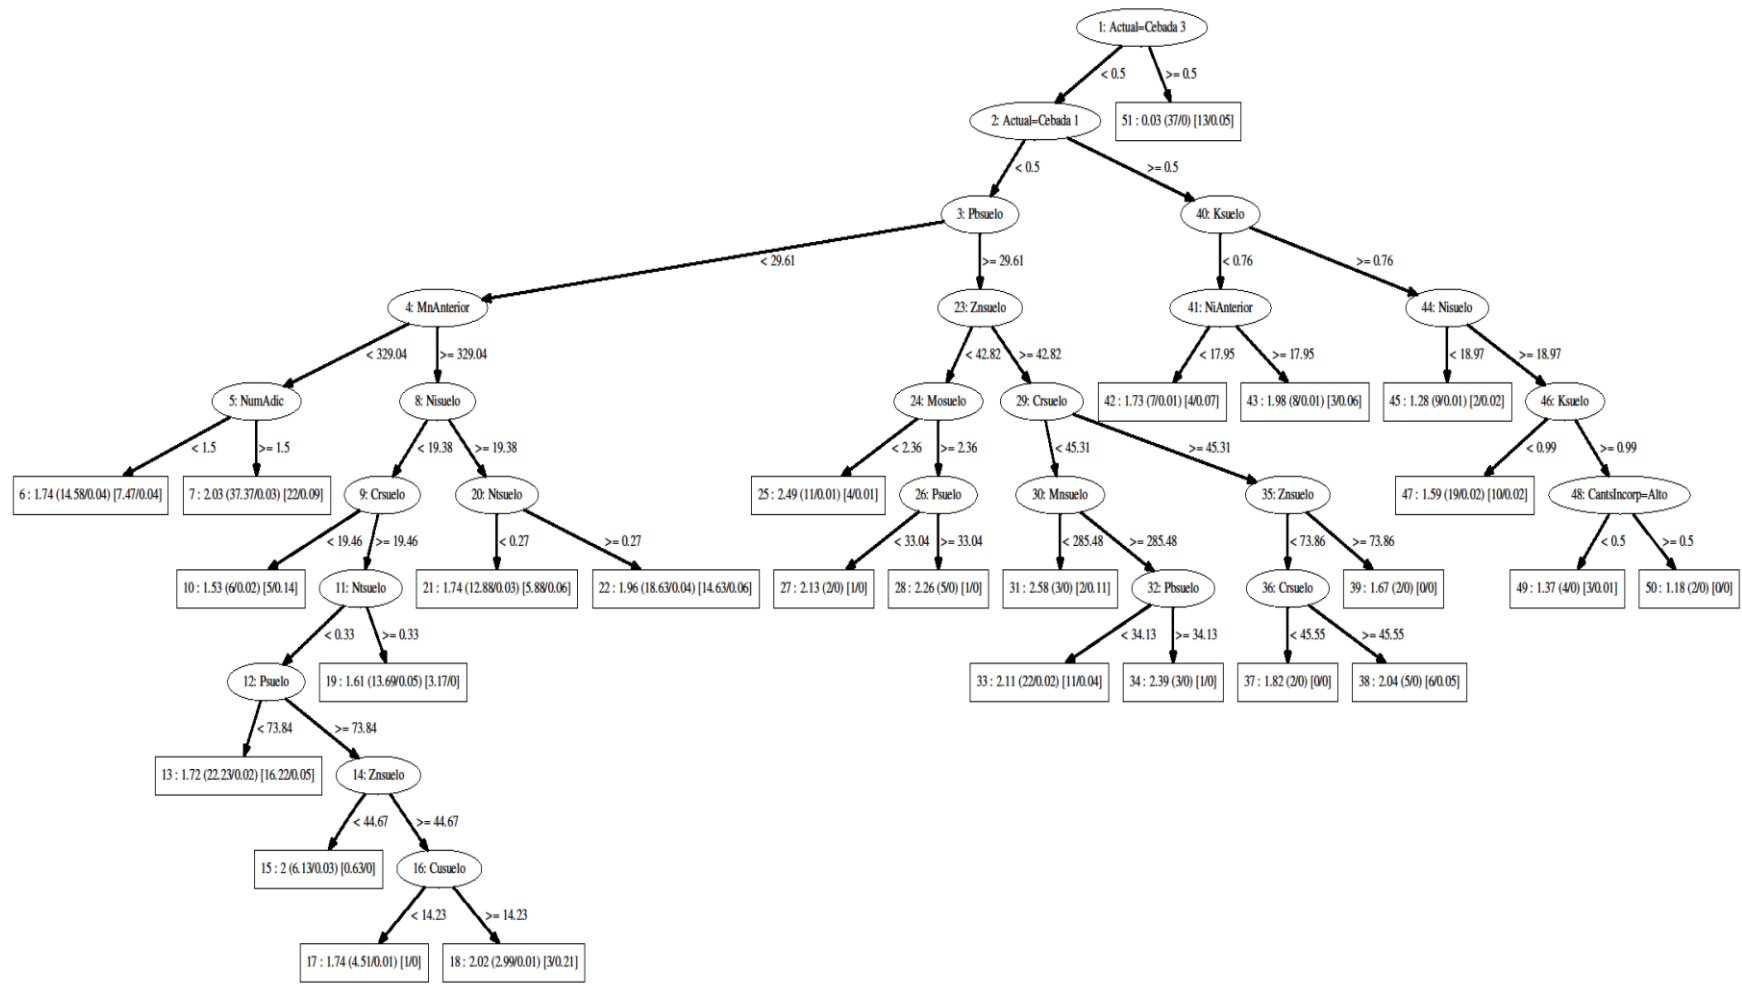 1: Actual=Cebada 3
< 0.5
>= 0.5
2: Actual=Cebada 1
51 : 0.03 (37/0) [13/0.05]
< 0.5
>= 0.5
3: Pbsuelo
40: Ksuelo
< 29.61
>= 29.61
< 0.76
>= 0.76
4: MnAnterior
23: Znsuelo
41: NiAnterior
44: Nisuelo
< 329.04
>= 329.04
< 42.82
>= 42.82
< 17.95
>= 17.95
< 18.97
>= 18.97
5: NumAdic
8: Nisuelo
24: Mosuelo
29: Crsuelo
42 : 1.73 (7/0.01) [4/0.07]
43 : 1.98 (8/0.01) [3/0.06]
45 : 1.28 (9/0.01) [2/0.02]
46: Ksuelo
< 1.5
>= 1.5
< 19.38
>= 19.38
< 2.36
>= 2.36
< 45.31
>= 45.31
< 0.99
>= 0.99
6 : 1.74 (14.58/0.04) [7.47/0.04]
7 : 2.03 (37.37/0.03) [22/0.09]
9: Crsuelo
20: Ntsuelo
25 : 2.49 (11/0.01) [4/0.01]
26: Psuelo
30: Mnsuelo
35: Znsuelo
47 : 1.59 (19/0.02) [10/0.02]
48: CantsIncorp=Alto
< 19.46
>= 19.46
< 0.27
>= 0.27
< 33.04
>= 33.04
< 285.48
>= 285.48
< 73.86
>= 73.86
< 0.5
>= 0.5
10 : 1.53 (6/0.02) [5/0.14]
11: Ntsuelo
21 : 1.74 (12.88/0.03) [5.88/0.06]
22 : 1.96 (18.63/0.04) [14.63/0.06]
27 : 2.13 (2/0) [1/0]
28 : 2.26 (5/0) [1/0]
31 : 2.58 (3/0) [2/0.11]
32: Pbsuelo
36: Crsuelo
39 : 1.67 (2/0) [0/0]
49 : 1.37 (4/0) [3/0.01]
50 : 1.18 (2/0) [0/0]
< 0.33
>= 0.33
< 34.13
>= 34.13
< 45.55
>= 45.55
12: Psuelo
19 : 1.61 (13.69/0.05) [3.17/0]
33 : 2.11 (22/0.02) [11/0.04]
34 : 2.39 (3/0) [1/0]
37 : 1.82 (2/0) [0/0]
38 : 2.04 (5/0) [6/0.05]
< 73.84
>= 73.84
13 : 1.72 (22.23/0.02) [16.22/0.05]
14: Znsuelo
< 44.67
>= 44.67
15 : 2 (6.13/0.03) [0.63/0]
16: Cusuelo
< 14.23
>= 14.23
17 : 1.74 (4.51/0.01) [1/0]
18 : 2.02 (2.99/0.01) [3/0.21]